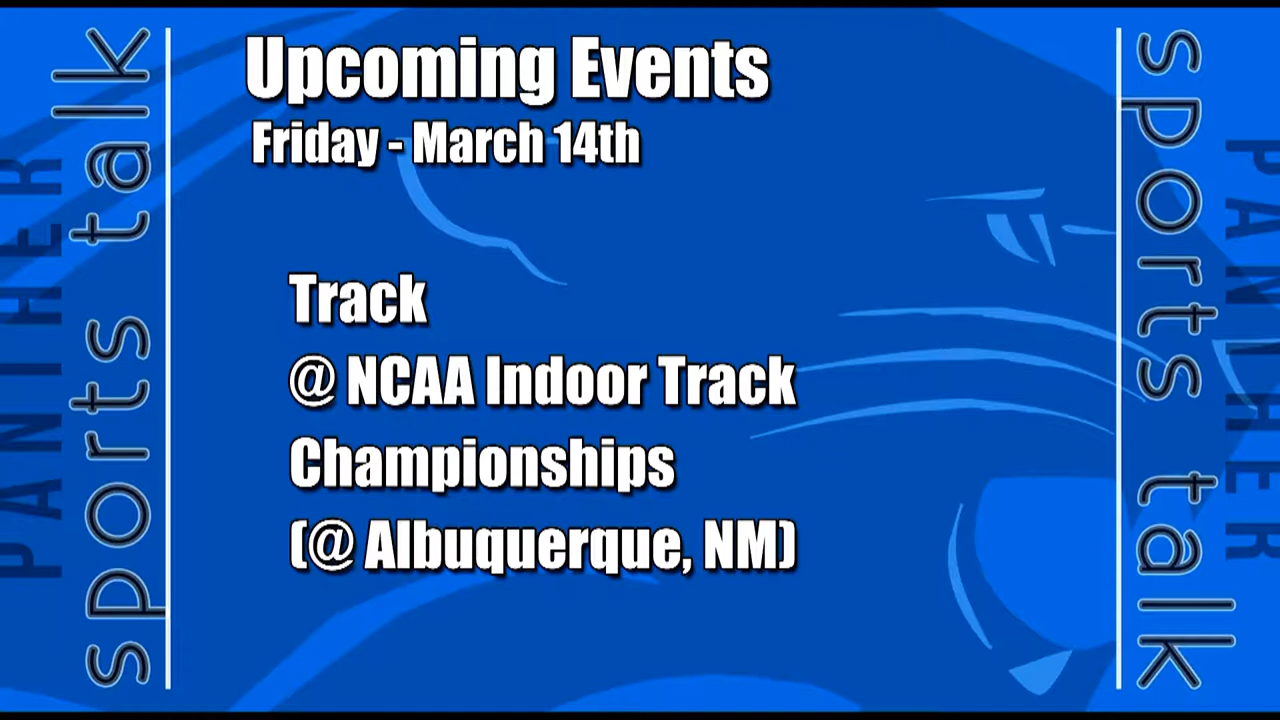 Upcoming Events
Friday - March 14th
Track
@ NCAA Indoor Track
Championships
(@ Albuquerque, NM)
PANTHER
sports talk
sports talk
PANTHER